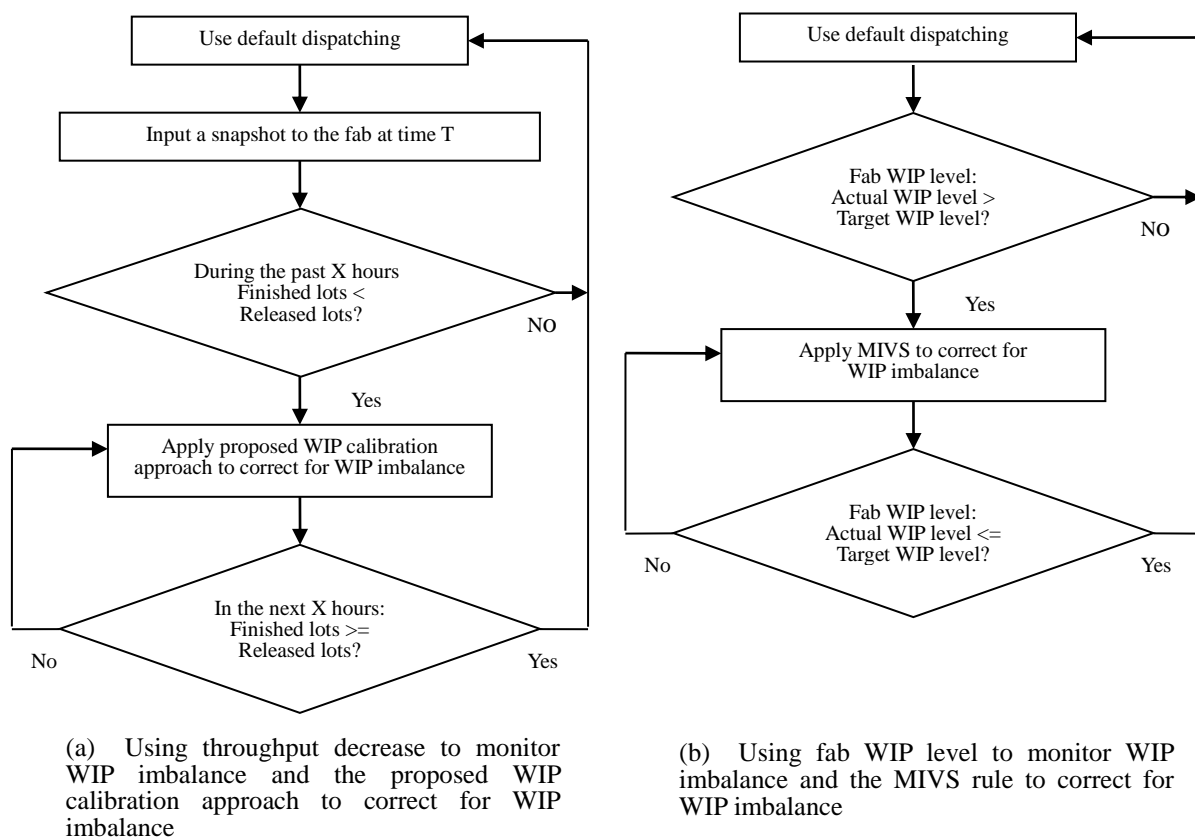 Use default dispatching
Input a snapshot to the fab at time T
During the past X hours
Finished lots <
Released lots?
NO
Yes
Apply proposed WIP calibration
approach to correct for WIP imbalance
In the next X hours:
Finished lots >=
Released lots?
No
Yes
(a) Using throughput decrease to monitor
WIP imbalance and the proposed WIP
calibration approach to correct for WIP
imbalance
Use default dispatching
Fab WIP level:
Actual WIP level >
Target WIP level?
NO
Yes
Apply MIVS to correct for
WIP imbalance
Fab WIP level:
Actual WIP level <=
Target WIP level?
No
Yes
(b) Using fab WIP level to monitor WIP
imbalance and the MIVS rule to correct for
WIP imbalance